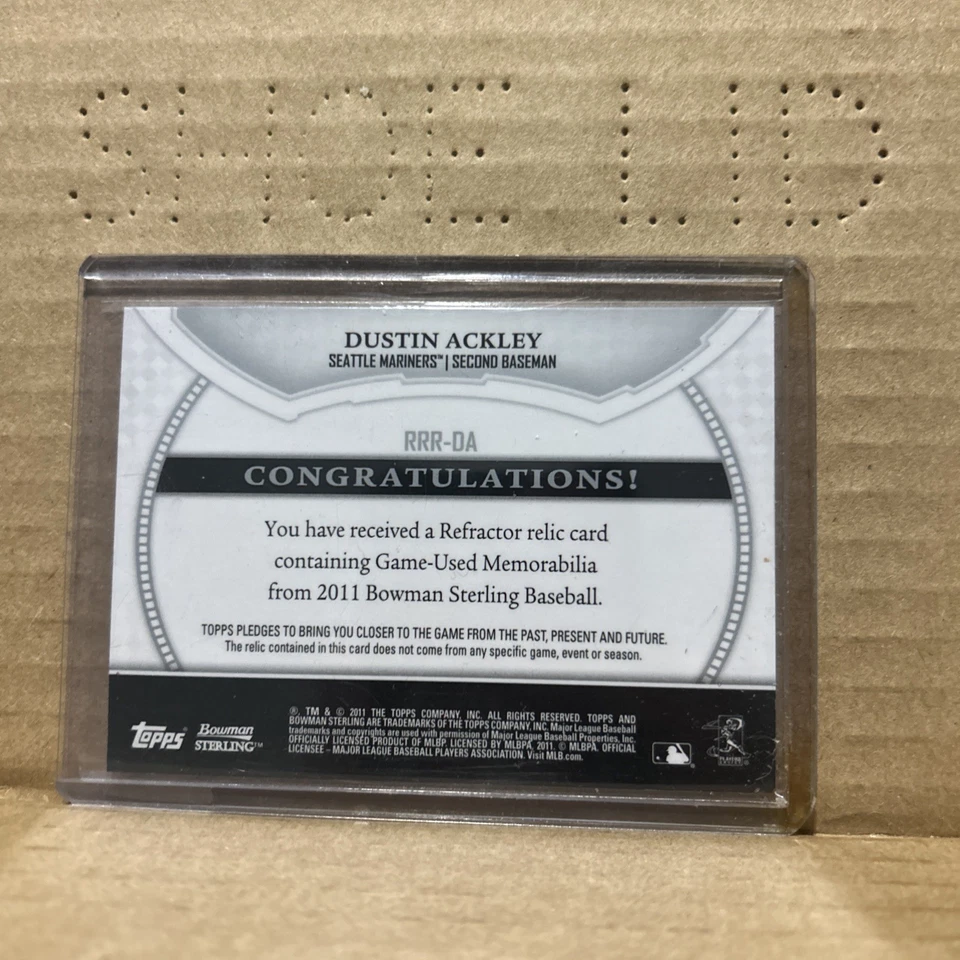 SHOE LID
DUSTIN ACKLEY
SEATTLE MARINERS™ | SECOND BASEMAN
RRR-DA
CONGRATULATIONS!
You have received a Refractor relic card
containing Game-Used Memorabilia
from 2011 Bowman Sterling Baseball.
TOPPS PLEDGES TO BRING YOU CLOSER TO THE GAME FROM THE PAST, PRESENT AND FUTURE.
The relic contained in this card does not come from any specific game, event or season.
®, TM & © 2011 THE TOPPS COMPANY, INC. ALL RIGHTS RESERVED. TOPPS AND
BOWMAN STERLING ARE TRADEMARKS OF THE TOPPS COMPANY, INC. Major League Baseball
trademarks and copyrights are used with permission of Major League Baseball Properties, Inc.
OFFICIALLY LICENSED PRODUCT OF MLBP. LICENSED BY MLBPA, 2011. © MLBPA. OFFICIAL
LICENSEE - MAJOR LEAGUE BASEBALL PLAYERS ASSOCIATION. Visit MLB.com.
Topps
Bowman
STERLING™
PLAYERS